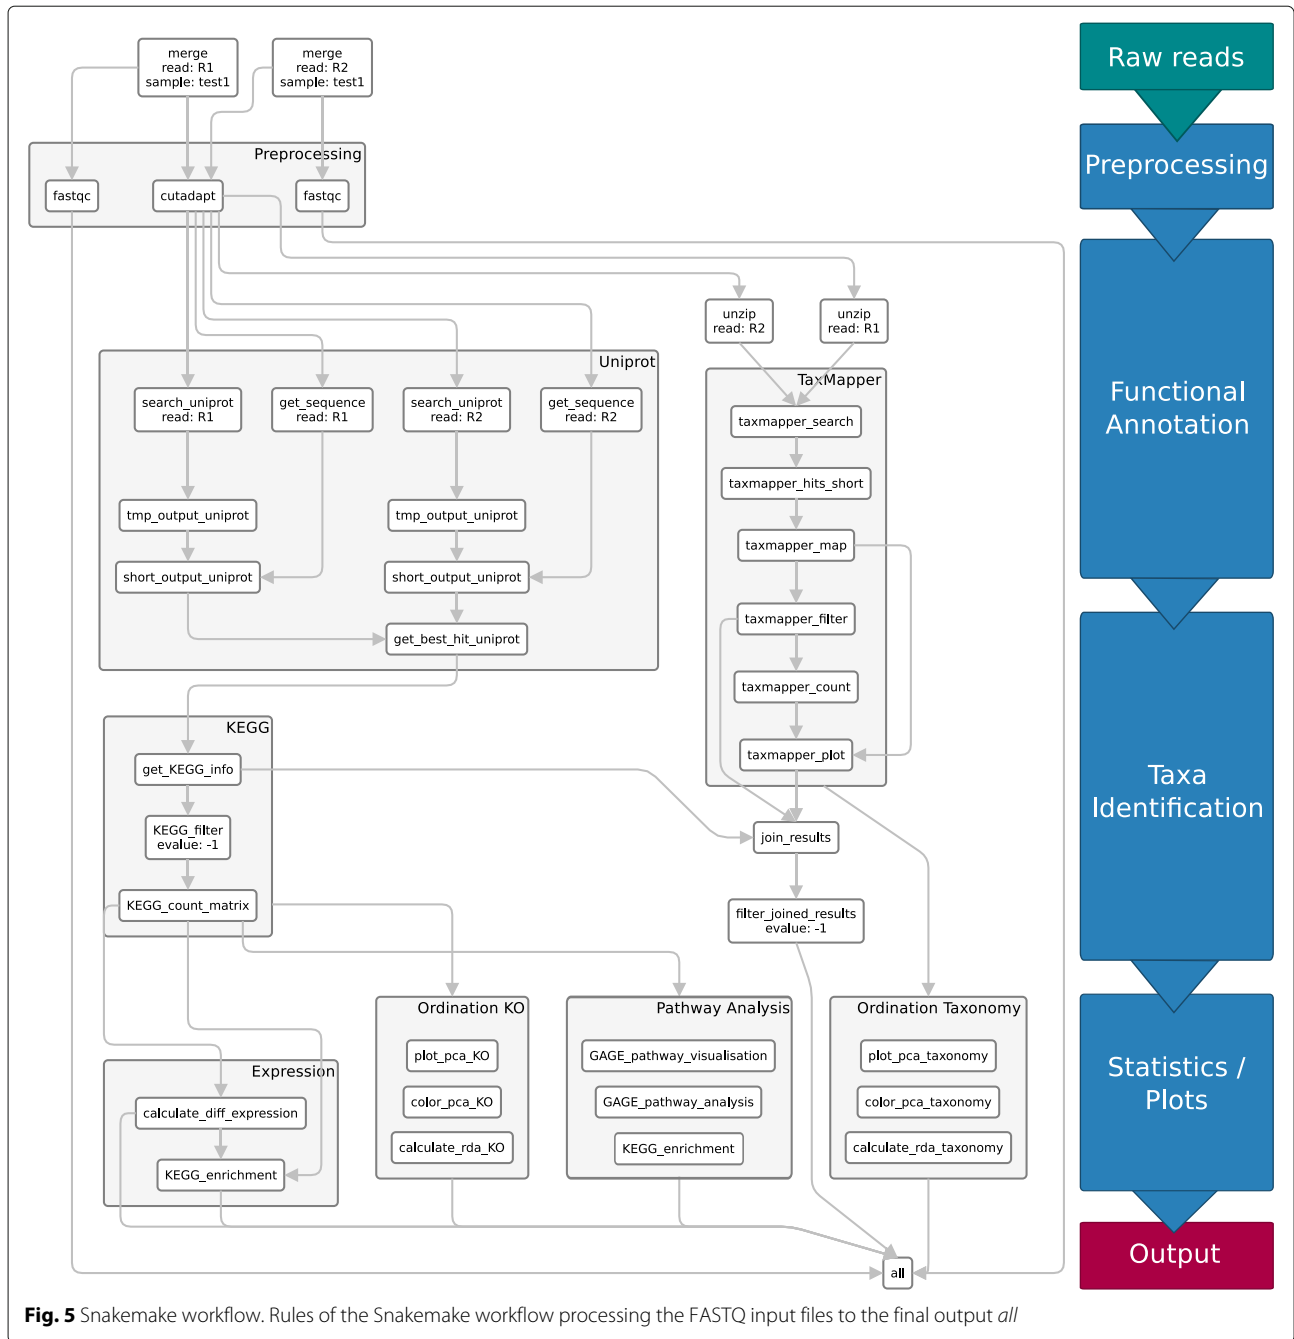 merge
read: R1
sample: test1
merge
read: R2
sample: test1
Raw reads
Preprocessing
fastqc
cutadapt
fastqc
Preprocessing
unzip
read: R2
unzip
read: R1
Uniprot
search_uniprot
read: R1
get_sequence
read: R1
search_uniprot
read: R2
get_sequence
read: R2
tmp_output_uniprot
tmp_output_uniprot
short_output_uniprot
short_output_uniprot
get_best_hit_uniprot
TaxMapper
taxmapper_search
taxmapper_hits_short
taxmapper_map
taxmapper_filter
taxmapper_count
taxmapper_plot
Functional
Annotation
KEGG
get_KEGG_info
KEGG_filter
evalue: -1
KEGG_count_matrix
join_results
filter_joined_results
evalue: -1
Taxa
Identification
Expression
calculate_diff_expression
KEGG_enrichment
Ordination KO
plot_pca_KO
color_pca_KO
calculate_rda_KO
Pathway Analysis
GAGE_pathway_visualisation
GAGE_pathway_analysis
KEGG_enrichment
Ordination Taxonomy
plot_pca_taxonomy
color_pca_taxonomy
calculate_rda_taxonomy
Statistics /
Plots
all
Output
Fig. 5 Snakemake workflow. Rules of the Snakemake workflow processing the FASTQ input files to the final output all